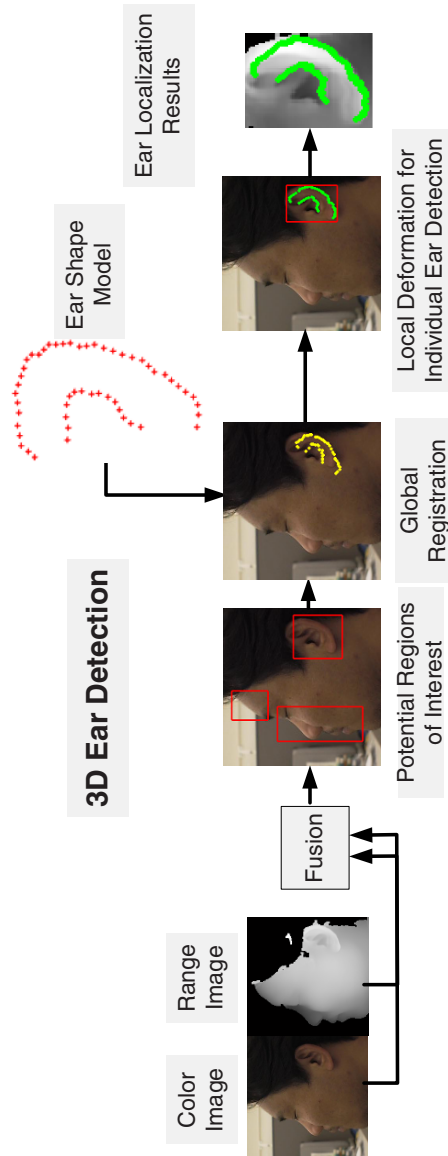 3D Ear Detection
Color
Image
Range
Image
Fusion
Potential Regions
of Interest
Global
Registration
Ear Shape
Model
Local Deformation for
Individual Ear Detection
Ear Localization
Results